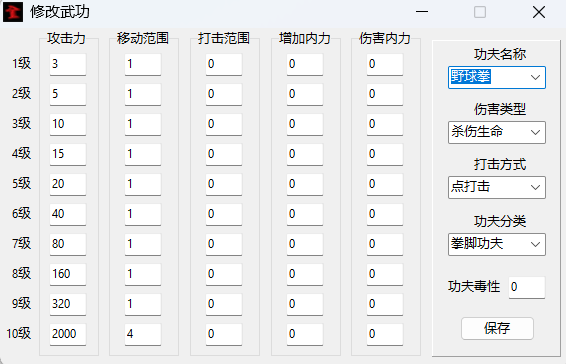 修改武功
攻击力 移动范围 打击范围 增加内力 伤害内力
1级 3 1 0 0 0
2级 5 1 0 0 0
3级 10 1 0 0 0
4级 15 1 0 0 0
5级 20 1 0 0 0
6级 40 1 0 0 0
7级 80 1 0 0 0
8级 160 1 0 0 0
9级 320 1 0 0 0
10级 2000 4 0 0 0
功夫名称
野球拳
伤害类型
杀伤生命
打击方式
点打击
功夫分类
拳脚功夫
功夫毒性 0
保存